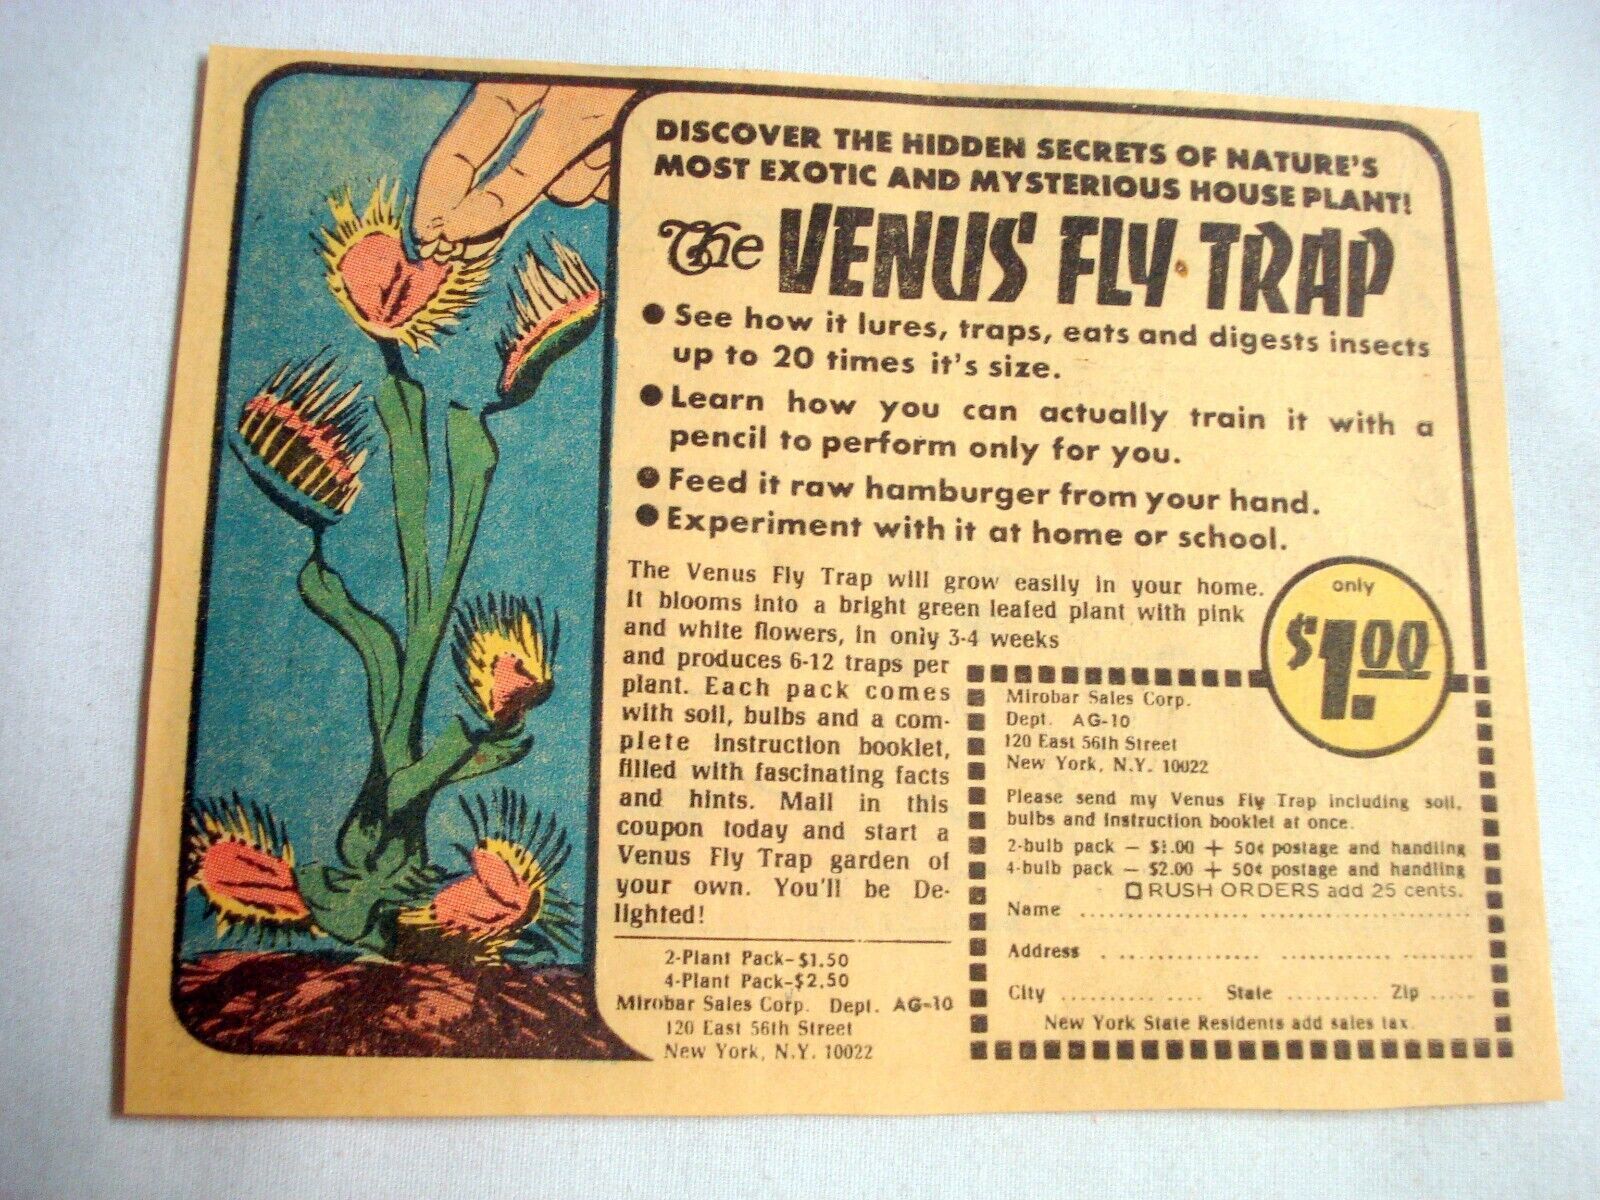 DISCOVER THE HIDDEN SECRETS OF NATURE'S
MOST EXOTIC AND MYSTERIOUS HOUSE PLANT!
The VENUS FLY TRAP
● See how it lures, traps, eats and digests insects
up to 20 times it's size.
● Learn how you can actually train it with a
pencil to perform only for you.
● Feed it raw hamburger from your hand.
● Experiment with it at home or school.
The Venus Fly Trap will grow easily in your home.
It blooms into a bright green leafed plant with pink
and white flowers, in only 3-4 weeks
and produces 6-12 traps per
plant. Each pack comes
with soil, bulbs and a com-
plete instruction booklet,
filled with fascinating facts
and hints. Mail in this
coupon today and start a
Venus Fly Trap garden of
your own. You'll be De-
lighted!
2-Plant Pack-$1.50
4-Plant Pack-$2.50
Mirobar Sales Corp. Dept. AG-10
120 East 56th Street
New York, N.Y. 10022
only
$1.00
Mirobar Sales Corp.
Dept. AG-10
120 East 56th Street
New York, N.Y. 10022
Please send my Venus Fly Trap including soil,
bulbs and instruction booklet at once.
2-bulb pack — $1.00 + 50¢ postage and handling
4-bulb pack — $2.00 + 50¢ postage and handling
□ RUSH ORDERS add 25 cents.
Name ..........................................
Address ..........................................
City .................. State .......... Zip .....
New York State Residents add sales tax.